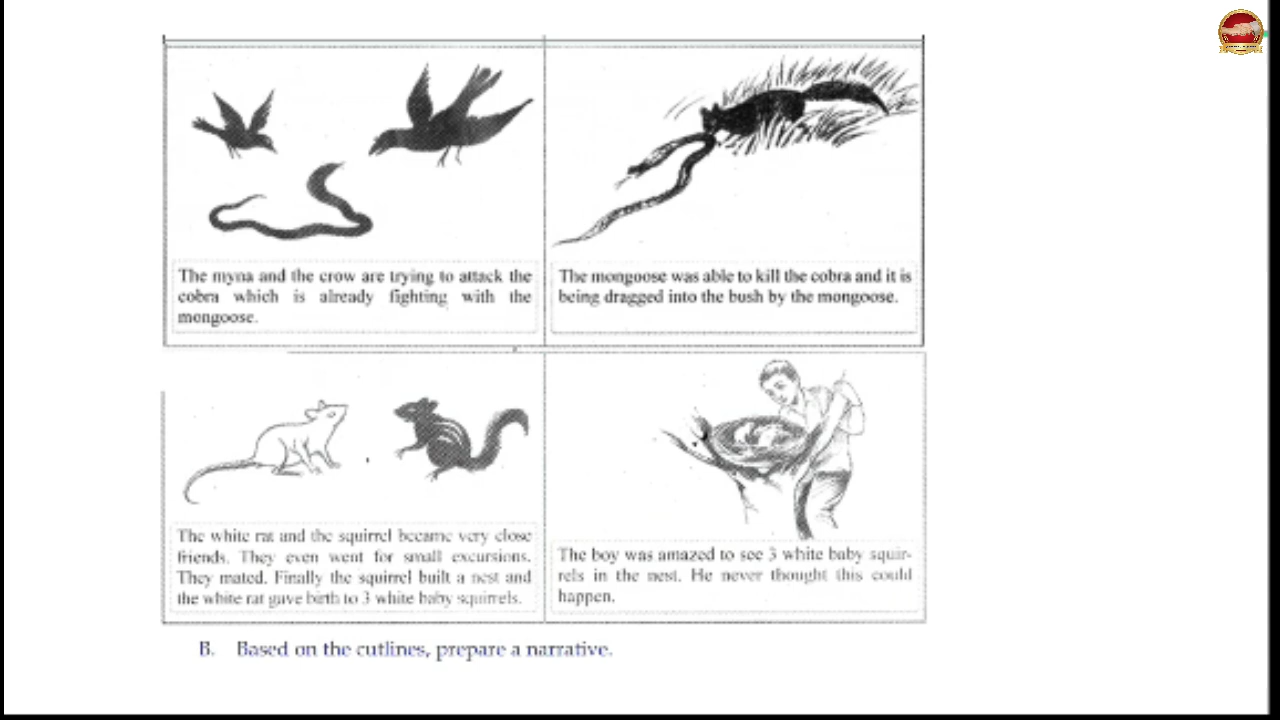 The myna and the crow are trying to attack the
cobra which is already fighting with the
mongoose.
The mongoose was able to kill the cobra and it is
being dragged into the bush by the mongoose.
The white rat and the squirrel became very close
friends. They even went for small excursions.
They mated. Finally the squirrel built a nest and
the white rat gave birth to 3 white baby squirrels.
The boy was amazed to see 3 white baby squir-
rels in the nest. He never thought this could
happen.
B. Based on the cutlines, prepare a narrative.